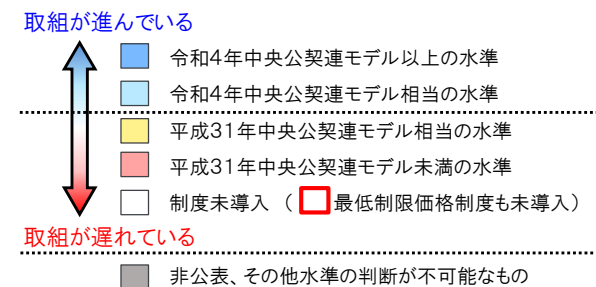 取組が進んでいる
令和4年中央公契連モデル以上の水準
令和4年中央公契連モデル相当の水準
平成31年中央公契連モデル相当の水準
平成31年中央公契連モデル未満の水準
制度未導入 ( 最低制限価格制度も未導入)
取組が遅れている
非公表、その他水準の判断が不可能なもの